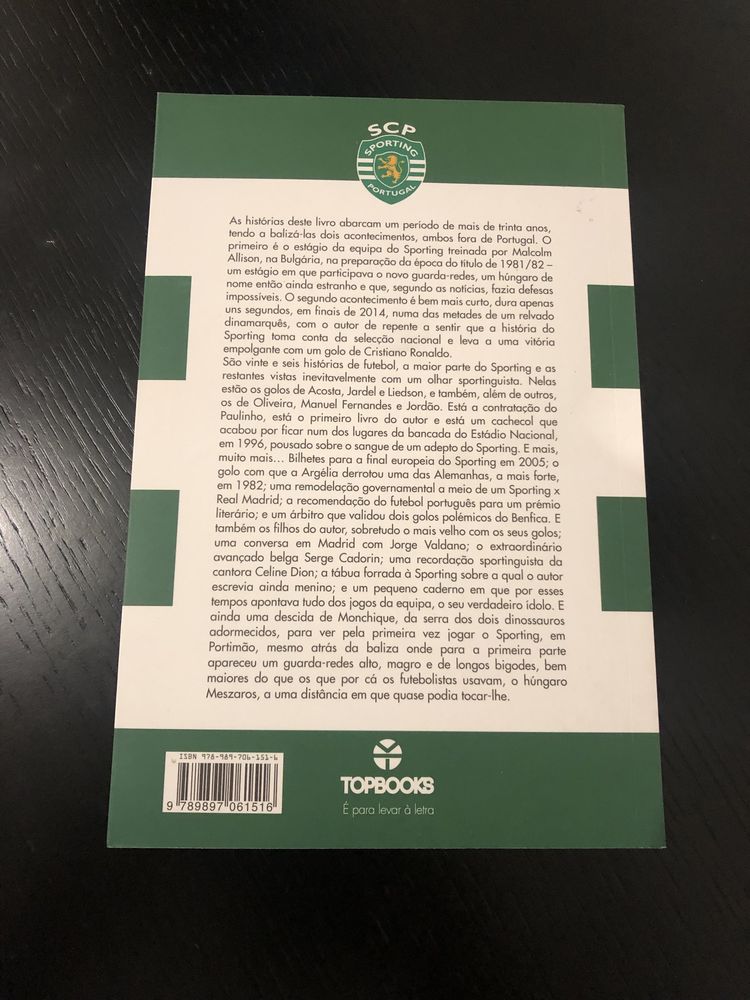 SCP
SPORTING
PORTUGAL
As histórias deste livro abarcam um período de mais de trinta anos,
tendo a balizá-las dois acontecimentos, ambos fora de Portugal. O
primeiro é o estágio da equipa do Sporting treinada por Malcolm
Allison, na Bulgária, na preparação da época do título de 1981/82 –
um estágio em que participava o novo guarda-redes, um húngaro de
nome então ainda estranho e que, segundo as notícias, fazia defesas
impossíveis. O segundo acontecimento é bem mais curto, dura apenas
uns segundos, em finais de 2014, numa das metades de um relvado
dinamarquês, com o autor de repente a sentir que a história do
Sporting toma conta da selecção nacional e leva a uma vitória
empolgante com um golo de Cristiano Ronaldo.
São vinte e seis histórias de futebol, a maior parte do Sporting e as
restantes vistas inevitavelmente com um olhar sportinguista. Nelas
estão os golos de Acosta, Jardel e Liedson, e também, além de outros,
os de Oliveira, Manuel Fernandes e Jordão. Está a contratação do
Paulinho, está o primeiro livro do autor e está um cachecol que
acabou por ficar num dos lugares da bancada do Estádio Nacional,
em 1996, pousado sobre o sangue de um adepto do Sporting. E mais,
muito mais... Bilhetes para a final europeia do Sporting em 2005; o
golo com que a Argélia derrotou uma das Alemanhas, a mais forte,
em 1982; uma remodelação governamental a meio de um Sporting x
Real Madrid; a recomendação do futebol português para um prémio
literário; e um árbitro que validou dois golos polémicos do Benfica. E
também os filhos do autor, sobretudo o mais velho com os seus golos;
uma conversa em Madrid com Jorge Valdano; o extraordinário
avançado belga Serge Cadorin; uma recordação sportinguista da
cantora Celine Dion; a tábua forrada à Sporting sobre a qual o autor
escrevia ainda menino; e um pequeno caderno em que por esses
tempos apontava tudo dos jogos da equipa, o seu verdadeiro ídolo. E
ainda uma descida de Monchique, da serra dos dois dinossauros
adormecidos, para ver pela primeira vez jogar o Sporting, em
Portimão, mesmo atrás da baliza onde para a primeira parte
apareceu um guarda-redes alto, magro e de longos bigodes, bem
maiores do que os que por cá os futebolistas usavam, o húngaro
Meszaros, a uma distância em que quase podia tocar-lhe.
ISBN 978-989-706-151-6
9 789897 061516
TOPBOOKS
É para levar à letra